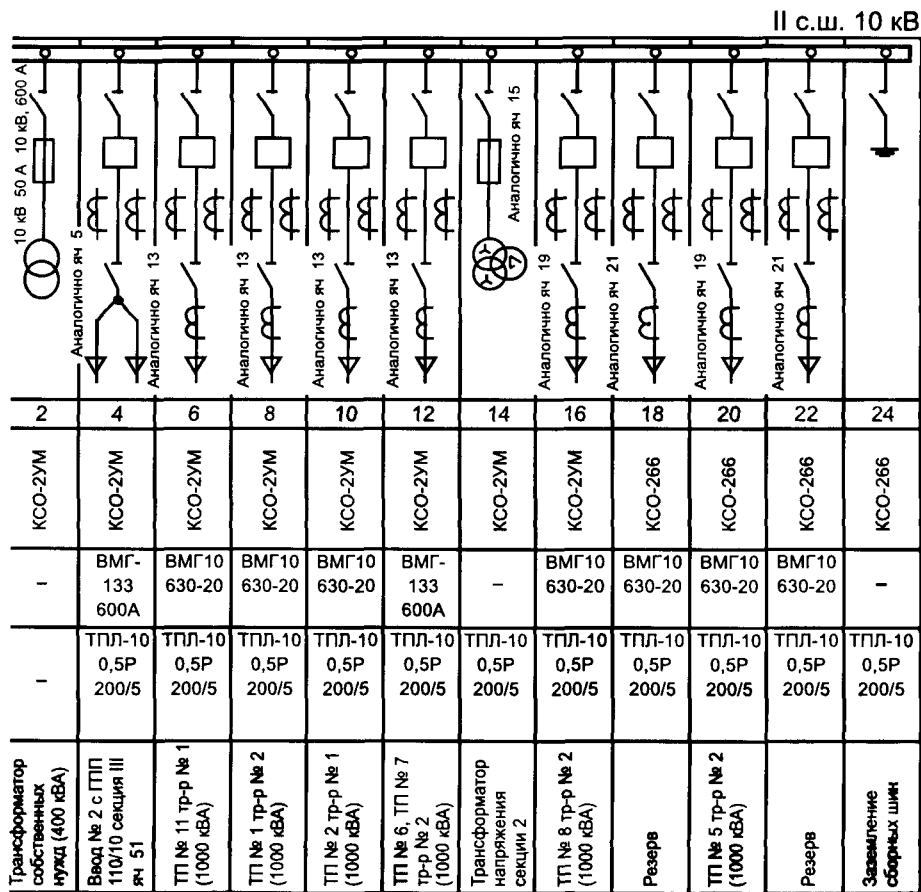 II с.ш. 10 кВ
10 кВ 50 А 10 кВ, 600 А
Аналогично яч 5
Аналогично яч 13
Аналогично яч 13
Аналогично яч 13
Аналогично яч 13
Аналогично яч 15
Аналогично яч 19
Аналогично яч 21
Аналогично яч 19
Аналогично яч 21
2 4 6 8 10 12 14 16 18 20 22 24
КСО-2УМ КСО-2УМ КСО-2УМ КСО-2УМ КСО-2УМ КСО-2УМ КСО-2УМ КСО-2УМ КСО-266 КСО-266 КСО-266 КСО-266
– ВМГ- ВМГ10 ВМГ10 ВМГ10 ВМГ- – ВМГ10 ВМГ10 ВМГ10 ВМГ10 –
133 630-20 630-20 630-20 133 630-20 630-20 630-20 630-20
600А 600А
– ТПЛ-10 ТПЛ-10 ТПЛ-10 ТПЛ-10 ТПЛ-10 ТПЛ-10 ТПЛ-10 ТПЛ-10 ТПЛ-10 ТПЛ-10 ТПЛ-10
0,5Р 0,5Р 0,5Р 0,5Р 0,5Р 0,5Р 0,5Р 0,5Р 0,5Р 0,5Р 0,5Р
200/5 200/5 200/5 200/5 200/5 200/5 200/5 200/5 200/5 200/5 200/5
Трансформатор
собственных
нужд (400 кВА)
Ввод № 2 с ГПП
110/10 секция III
яч 51
ТП № 11 тр-р № 1
(1000 кВА)
ТП № 1 тр-р № 2
(1000 кВА)
ТП № 2 тр-р № 1
(1000 кВА)
ТП № 6, ТП № 7
тр-р № 2
(1000 кВА)
Трансформатор
напряжения
секции 2
ТП № 8 тр-р № 2
(1000 кВА)
Резерв
ТП № 5 тр-р № 2
(1000 кВА)
Резерв
Заземление
сборных шин